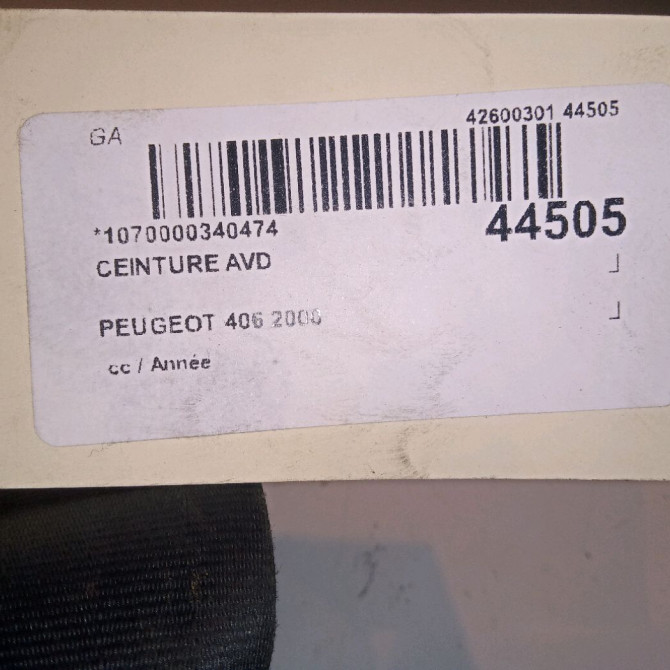 GA
42600301 44505
*1070000340474
44505
CEINTURE AVD
PEUGEOT 406
cc / Année